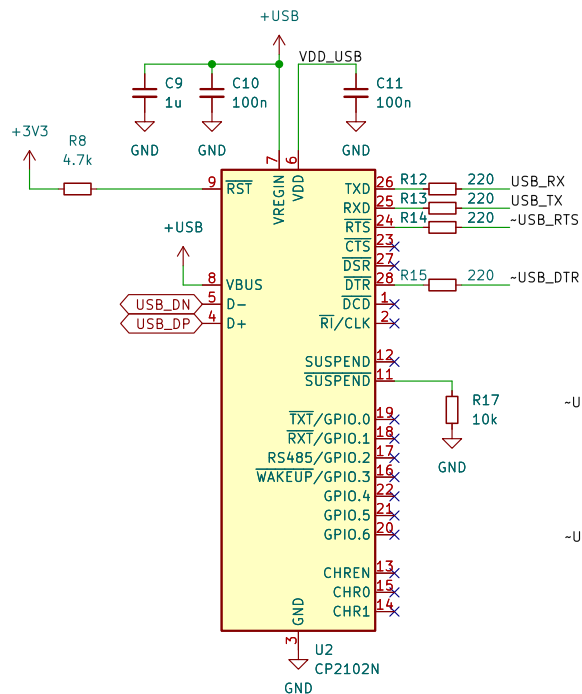 +USB
VDD_USB
C9
1u
C10
100n
C11
100n
GND
GND
GND
+3V3
R8
4.7k
7
6
VREGIN
VDD
9
RST
+USB
8
VBUS
USB_DN
5
D-
USB_DP
4
D+
TXD
26
R12
220
USB_RX
RXD
25
R13
220
USB_TX
RTS
24
R14
220
~USB_RTS
CTS
23
DSR
27
DTR
28
R15
220
~USB_DTR
DCD
1
RI/CLK
2
SUSPEND
12
SUSPEND
11
R17
10k
GND
~U
TXT/GPIO.0
19
RXT/GPIO.1
18
RS485/GPIO.2
17
WAKEUP/GPIO.3
16
GPIO.4
22
GPIO.5
21
GPIO.6
20
~U
CHREN
13
CHR0
15
CHR1
14
GND
3
U2
CP2102N
GND